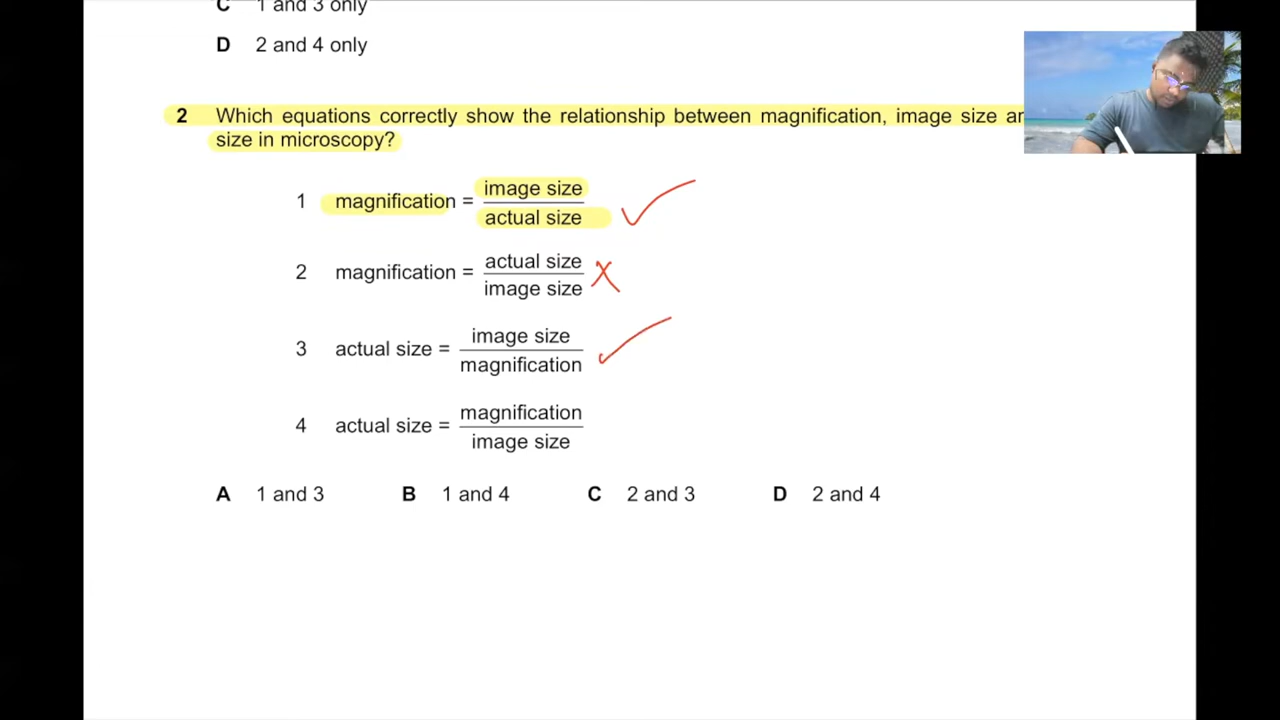 C 1 and 3 only
D 2 and 4 only
2 Which equations correctly show the relationship between magnification, image size
size in microscopy?
1 magnification = image size
actual size
2 magnification = actual size
image size
3 actual size = image size
magnification
4 actual size = magnification
image size
A 1 and 3 B 1 and 4 C 2 and 3 D 2 and 4